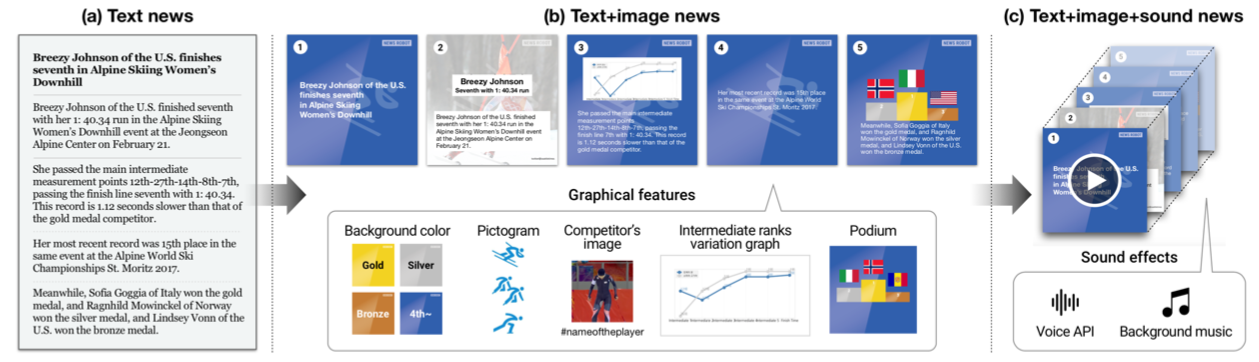 (a) Text news
Breezy Johnson of the U.S. finishes
seventh in Alpine Skiing Women's
Downhill
Breezy Johnson of the U.S. finished seventh
with her 1: 40.34 run in the Alpine Skiing
Women's Downhill event at the Jeongseon
Alpine Center on February 21.
She passed the main intermediate
measurement points 12th-27th-14th-8th-7th,
passing the finish line seventh with 1: 40.34.
This record is 1.12 seconds slower than that of
the gold medal competitor.
Her most recent record was 15th place in the
same event at the Alpine World Ski
Championships St. Moritz 2017.
Meanwhile, Sofia Goggia of Italy won the gold
medal, and Ragnhild Mowinckel of Norway
won the silver medal, and Lindsey Vonn of the
U.S. won the bronze medal.
(b) Text+image news
1
NEWS ROBOT
Breezy Johnson of the U.S.
finishes seventh
in Alpine Skiing
Women's Downhill
2
NEWS ROBOT
Breezy Johnson
Seventh with 1: 40.34 run
Breezy Johnson of the U.S. finished
seventh with her 1: 40.34 run in the
Alpine Skiing Women's Downhill event
at the Jeongseon Alpine Center on
February 21.
3
NEWS ROBOT
She passed the main intermediate
measurement points
12th-27th-14th-8th-7th, passing the
finish line 7th with 1: 40.34. This record
is 1.12 seconds slower than that of the
gold medal competitor.
4
NEWS ROBOT
Her most recent record was 15th place
in the same event at the Alpine World
Ski Championships St. Moritz 2017.
5
NEWS ROBOT
Meanwhile, Sofia Goggia of Italy
won the gold medal, and Ragnhild
Mowinckel of Norway won the silver
medal, and Lindsey Vonn of the U.S.
won the bronze medal.
Graphical features
Background color
Gold
Silver
Bronze
4th~
Pictogram
Competitor's
image
#nameoftheplayer
Intermediate ranks
variation graph
Podium
(c) Text+image+sound news
5
4
3
2
1
Sound effects
Voice API
Background music